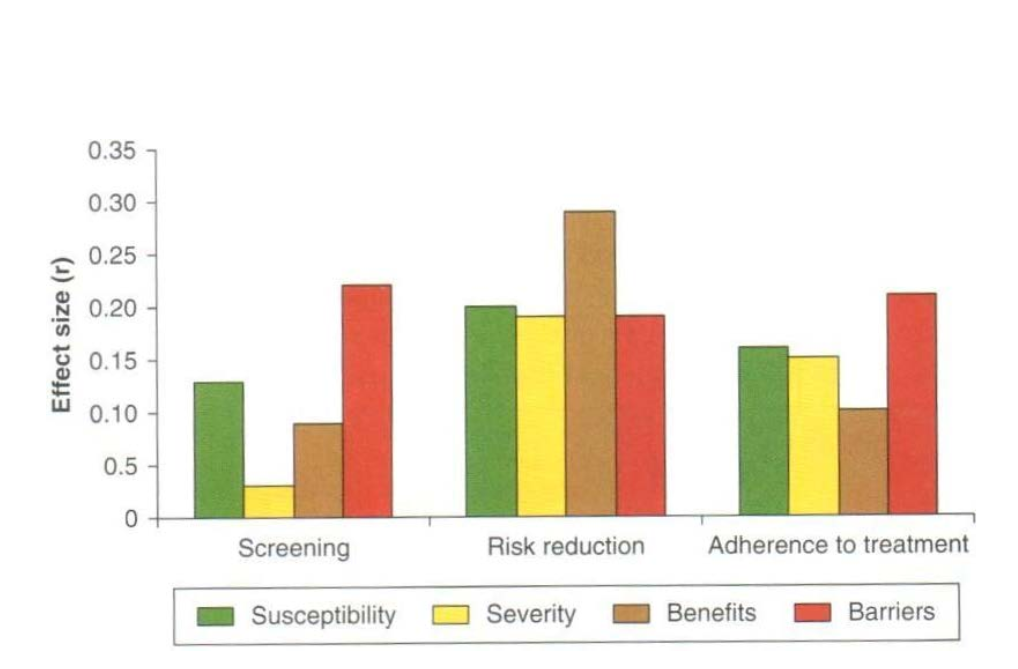 0.35
0.30
0.25
0.20
0.15
0.10
0.5
0
Effect size (r)
Screening
Risk reduction
Adherence to treatment
Susceptibility
Severity
Benefits
Barriers